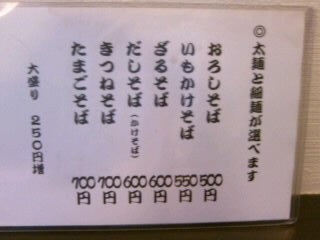 ◎太麺と細麺が選べます
おろしそば 500円
いもかけそば 550円
ざるそば 600円
だしそば(かけそば) 600円
きつねそば 700円
たまごそば 700円
大盛り 250円増